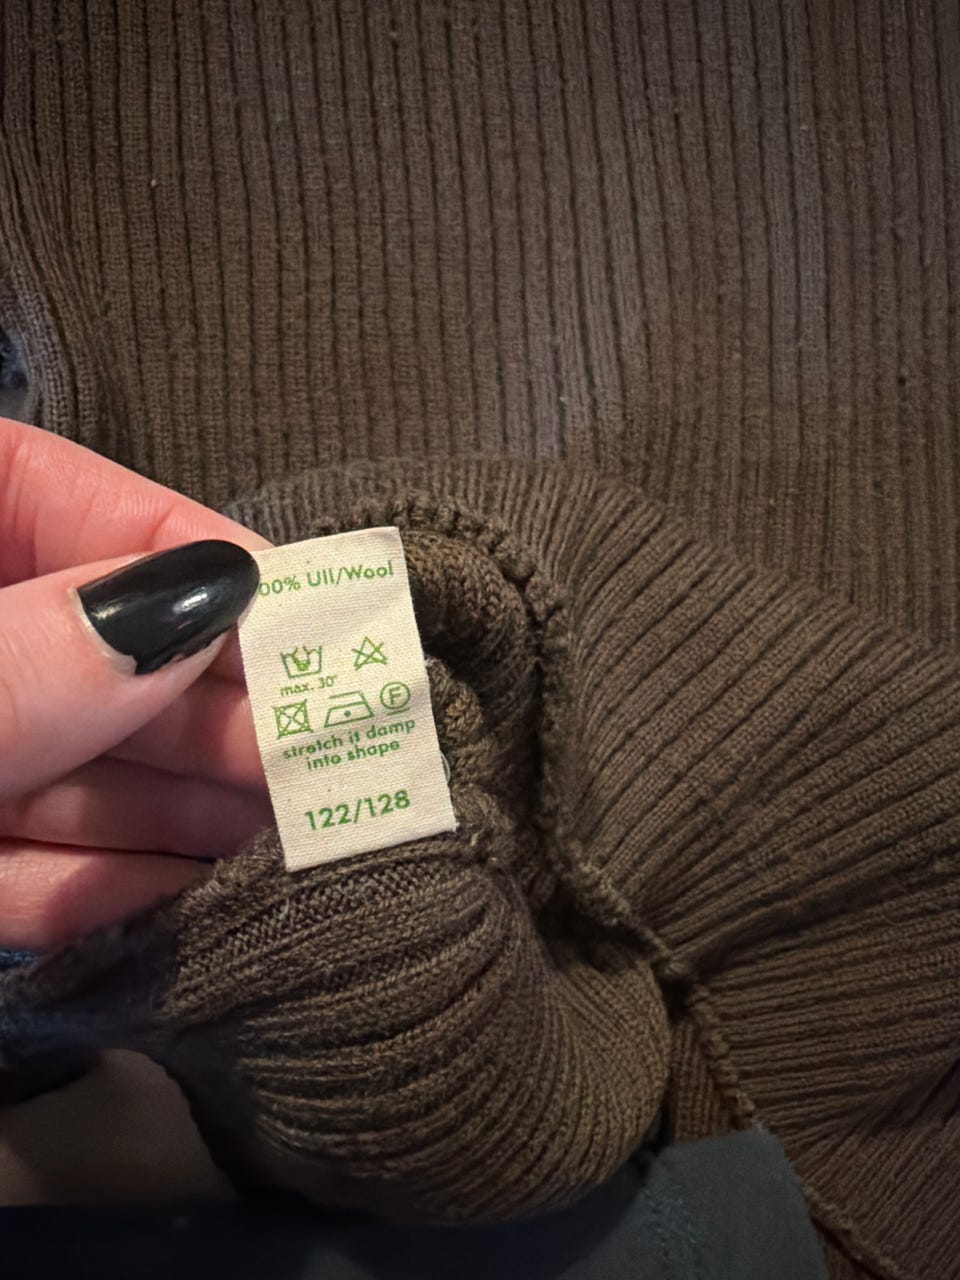 00% Ull/Wool
max. 30°
F
stretch it damp
into shape
122/128